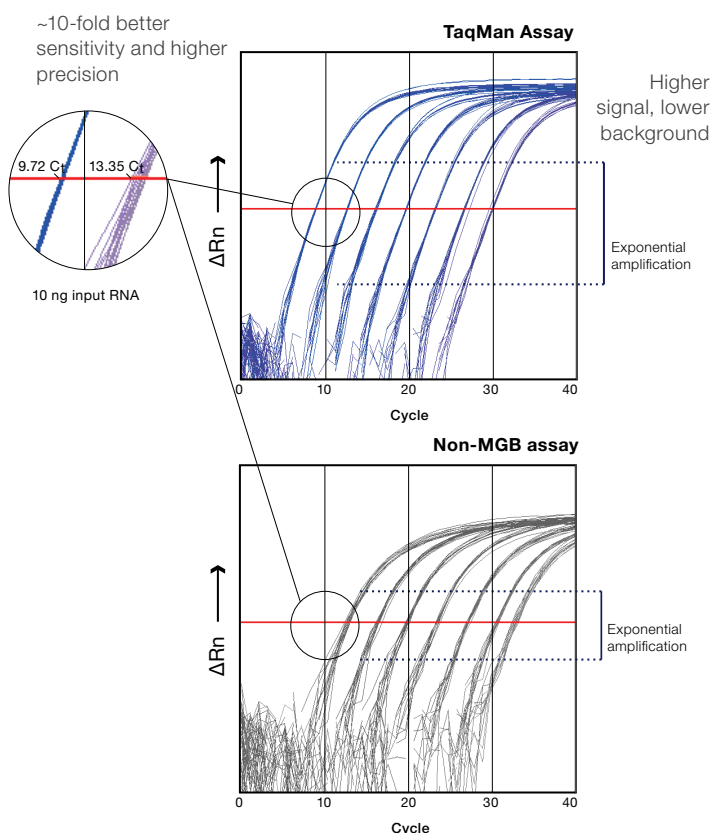 ~10-fold better
sensitivity and higher
precision
9.72 Ct
13.35 Ct
10 ng input RNA
TaqMan Assay
Higher
signal, lower
background
ΔRn
Exponential
amplification
0
10
20
30
40
Cycle
Non-MGB assay
ΔRn
Exponential
amplification
0
10
20
30
40
Cycle